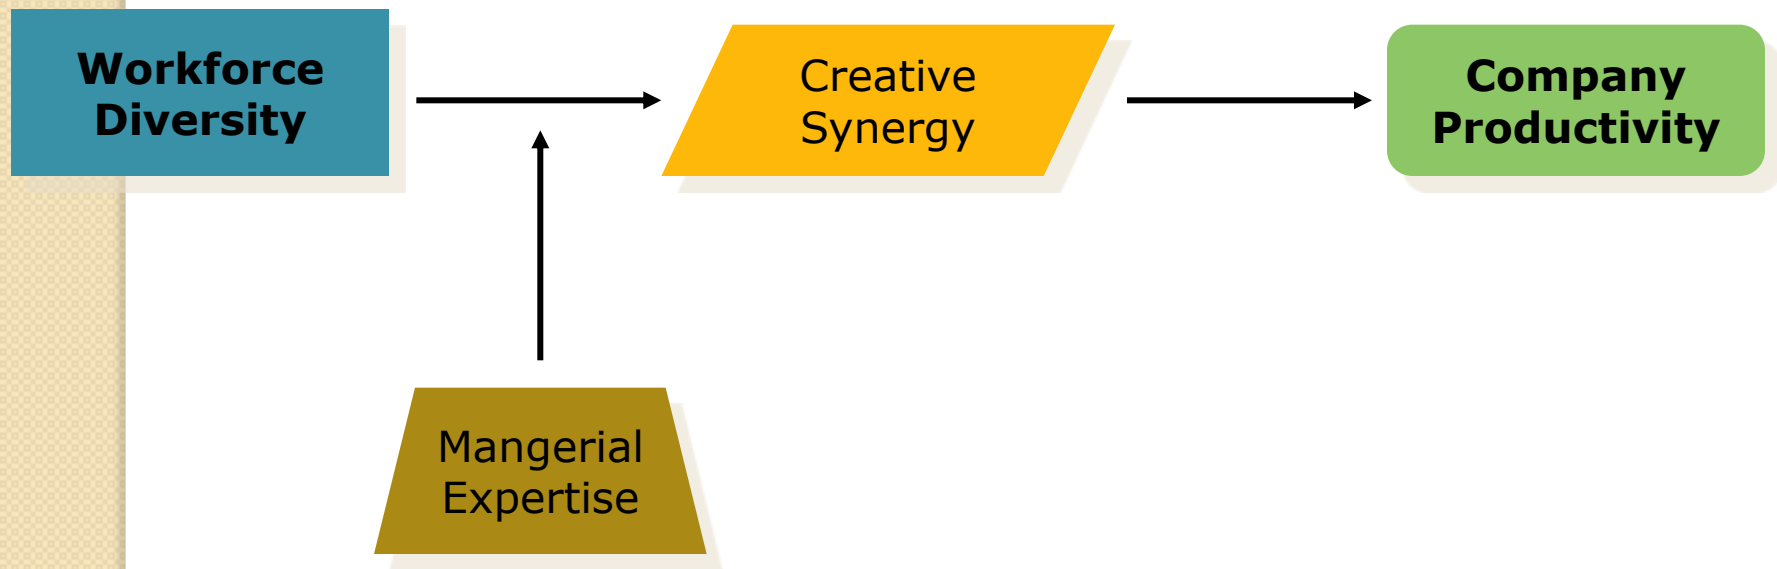 Workforce
Diversity
Creative
Synergy
Company
Productivity
Mangerial
Expertise